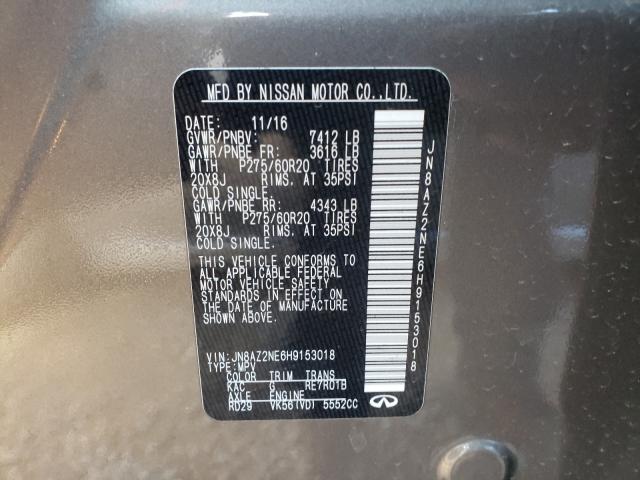 MFD BY NISSAN MOTOR CO.,LTD.
DATE: 11/16
GVWR/PNBV: 7412 LB
GAWR/PNBE FR: 3616 LB
WITH P275/60R20 TIRES
20X8J RIMS. AT 35PSI
COLD SINGLE.
GAWR/PNBE RR: 4343 LB
WITH P275/60R20 TIRES
20X8J RIMS. AT 35PSI
COLD SINGLE.
THIS VEHICLE CONFORMS TO
ALL APPLICABLE FEDERAL
MOTOR VEHICLE SAFETY
STANDARDS IN EFFECT ON
THE DATE OF MANUFACTURE
SHOWN ABOVE.
VIN:JN8AZ2NE6H9153018
TYPE:MPV
COLOR TRIM TRANS
KAC G RE7R01B
AXLE ENGINE
RD29 VK56(VD) 5552CC
JN8AZ2NE6H9153018